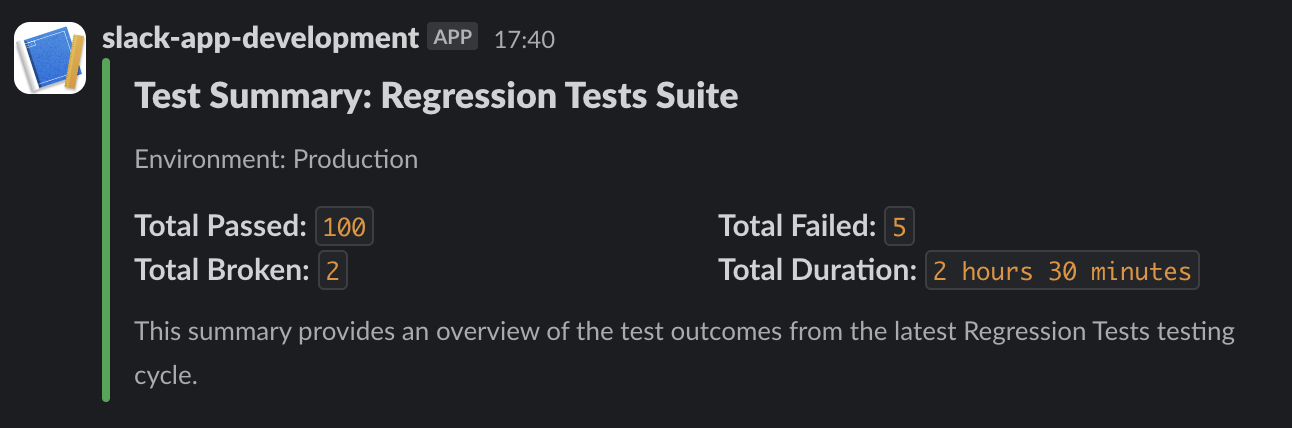 slack-app-development APP 17:40
Test Summary: Regression Tests Suite
Environment: Production
Total Passed: 100 Total Failed: 5
Total Broken: 2 Total Duration: 2 hours 30 minutes
This summary provides an overview of the test outcomes from the latest Regression Tests testing
cycle.